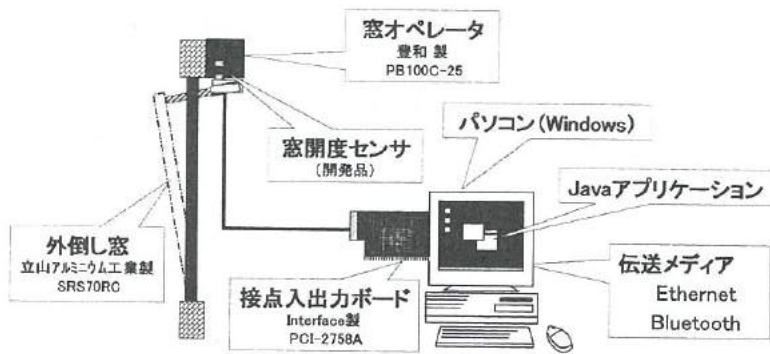 窓オペレータ
豊和 製
PB100C-25
窓開度センサ
(開発品)
パソコン(Windows)
Javaアプリケーション
外倒し窓
立山アルミニウム工業製
SRS70RC
接点入出力ボード
Interface製
PCI-2758A
伝送メディア
Ethernet
Bluetooth